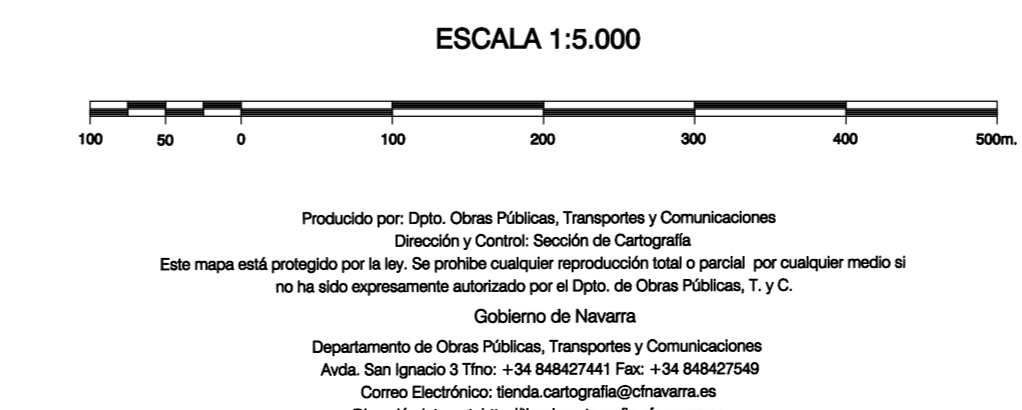 ESCALA 1:5.000
100 50 0 100 200 300 400 500m.
Producido por: Dpto. Obras Públicas, Transportes y Comunicaciones
Dirección y Control: Sección de Cartografía
Este mapa está protegido por la ley. Se prohibe cualquier reproducción total o parcial por cualquier medio si
no ha sido expresamente autorizado por el Dpto. de Obras Públicas, T. y C.
Gobierno de Navarra
Departamento de Obras Públicas, Transportes y Comunicaciones
Avda. San Ignacio 3 Tfno: +34 848427441 Fax: +34 848427549
Correo Electrónico: tienda.cartografia@cfnavarra.es